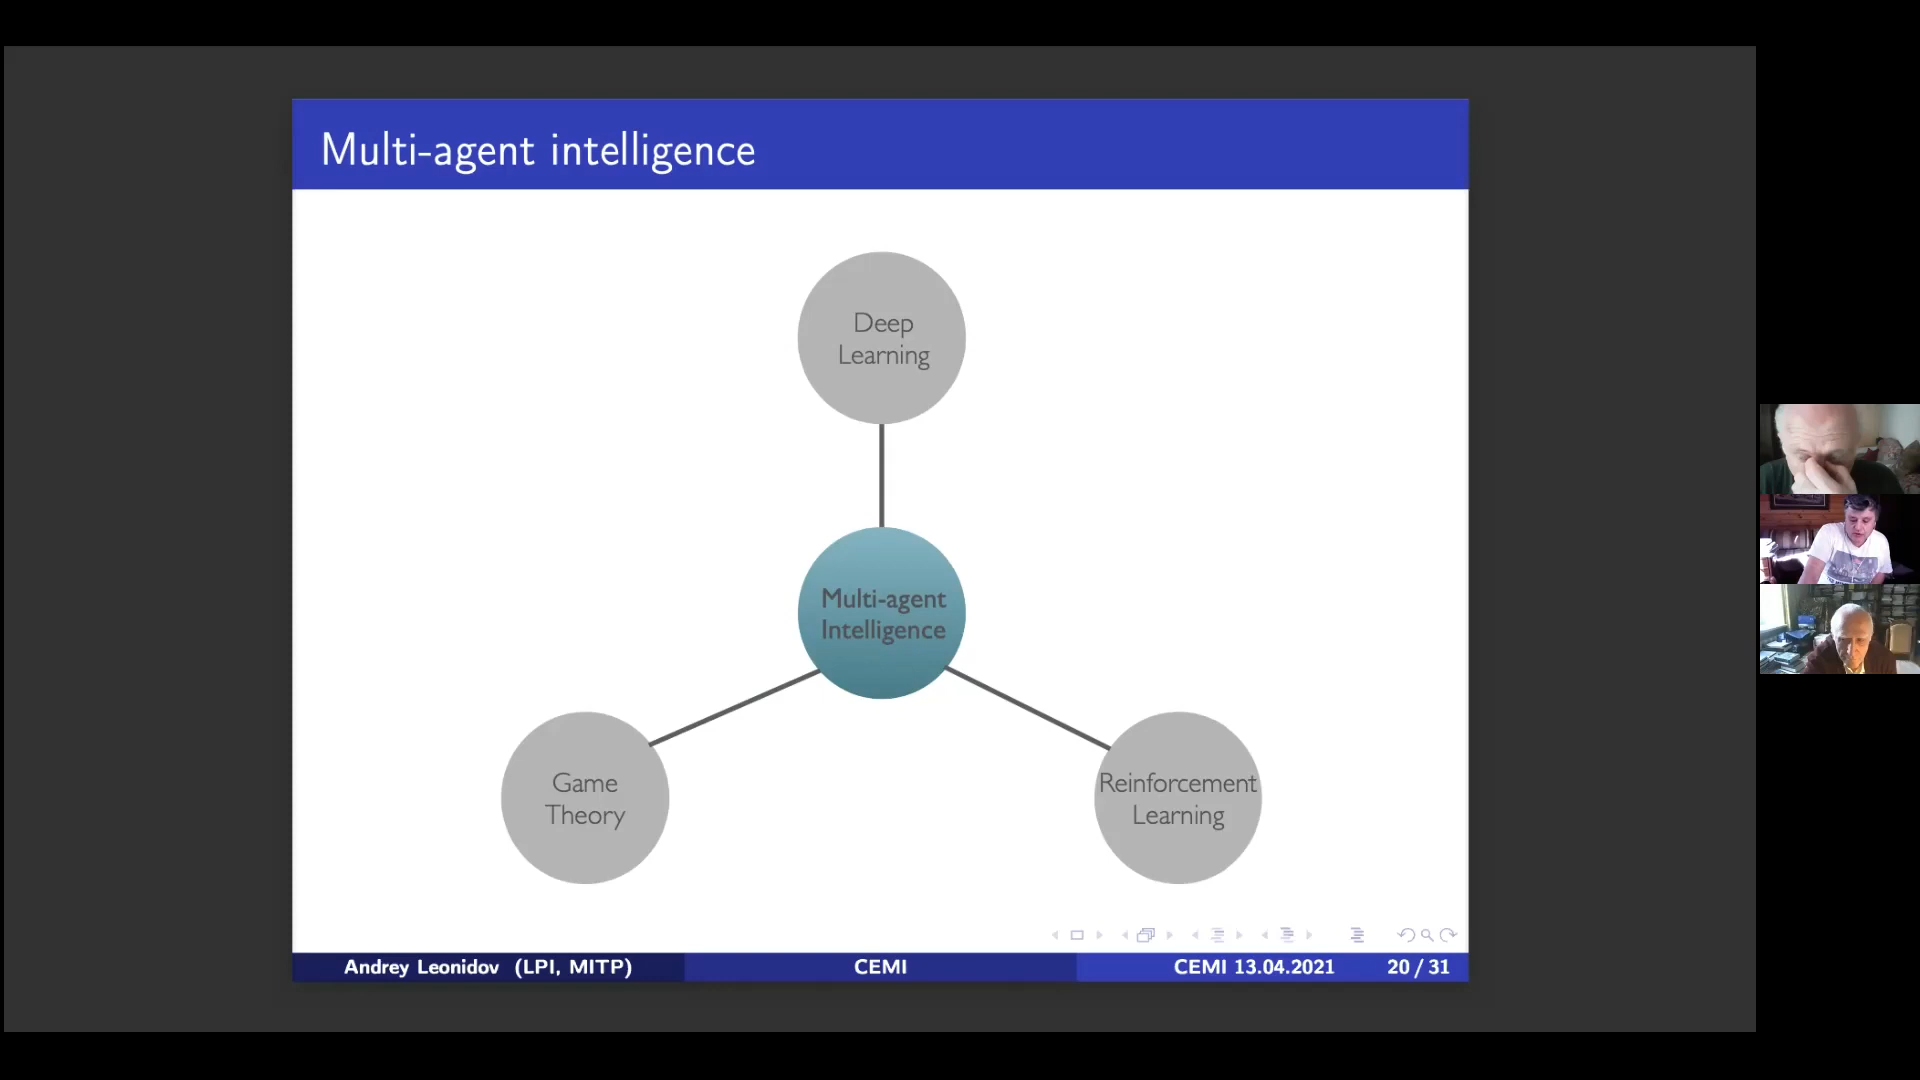 Multi-agent intelligence
Deep
Learning
Multi-agent
Intelligence
Game
Theory
Reinforcement
Learning
Andrey Leonidov (LPI, MITP)
CEMI
CEMI 13.04.2021
20 / 31